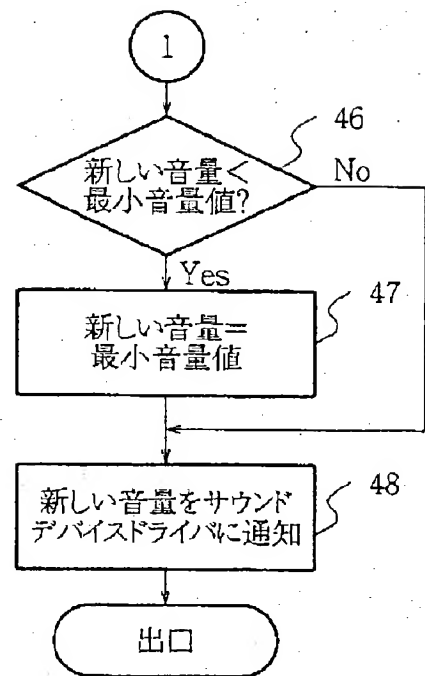 1
46
新しい音量<
最小音量値?
No
Yes
47
新しい音量=
最小音量値
48
新しい音量をサウンド
デバイスドライバに通知
出口